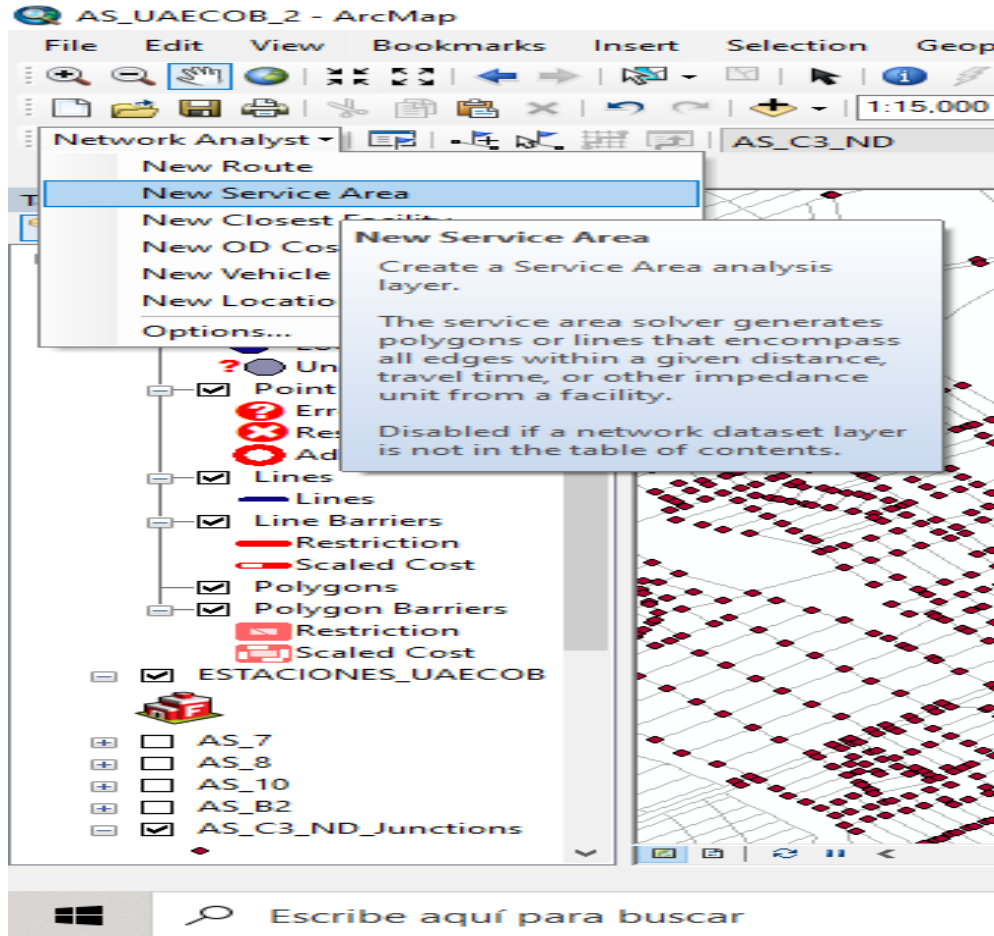 AS_UAECOB_2 - ArcMap
File Edit View Bookmarks Insert Selection Geop
1:15.000
Network Analyst AS_C3_ND
New Route
New Service Area
New Closest Facility
New OD Cos
New Vehicle
New Locatio
Options...
New Service Area
Create a Service Area analysis
layer.
The service area solver generates
polygons or lines that encompass
all edges within a given distance,
travel time, or other impedance
unit from a facility.
Disabled if a network dataset layer
is not in the table of contents.
Un
Point
Err
Res
Ad
Lines
Lines
Line Barriers
Restriction
Scaled Cost
Polygons
Polygon Barriers
Restriction
Scaled Cost
ESTACIONES_UAECOB
F
AS_7
AS_8
AS_10
AS_B2
AS_C3_ND_Junctions
Escribe aquí para buscar